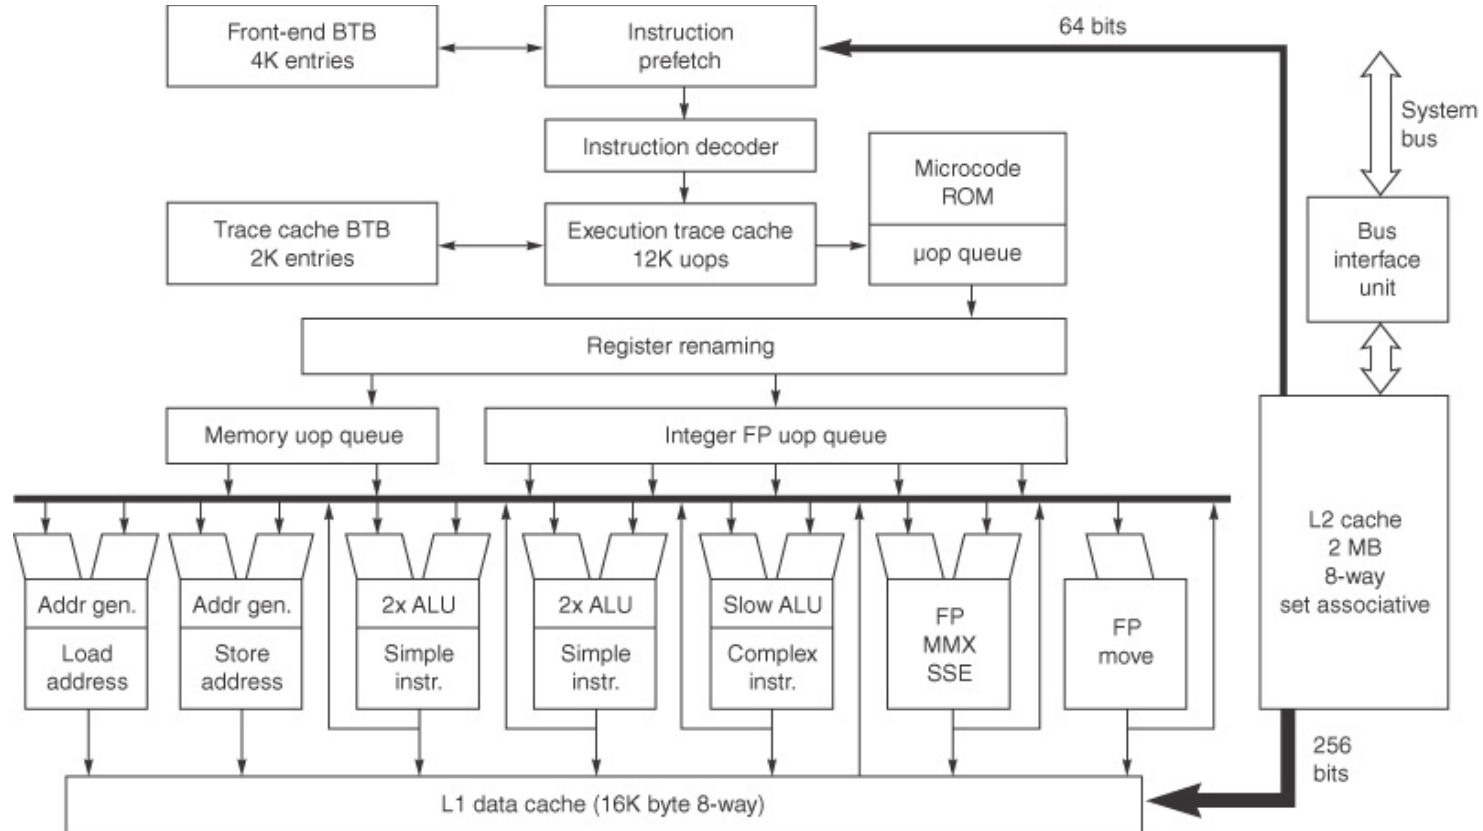 Front-end BTB
4K entries
Instruction
prefetch
64 bits
System
bus
Instruction decoder
Microcode
ROM
Trace cache BTB
2K entries
Execution trace cache
12K uops
µop queue
Bus
interface
unit
Register renaming
Memory uop queue
Integer FP uop queue
L2 cache
2 MB
8-way
set associative
Addr gen.
Load
address
Addr gen.
Store
address
2x ALU
Simple
instr.
2x ALU
Simple
instr.
Slow ALU
Complex
instr.
FP
MMX
SSE
FP
move
256
bits
L1 data cache (16K byte 8-way)